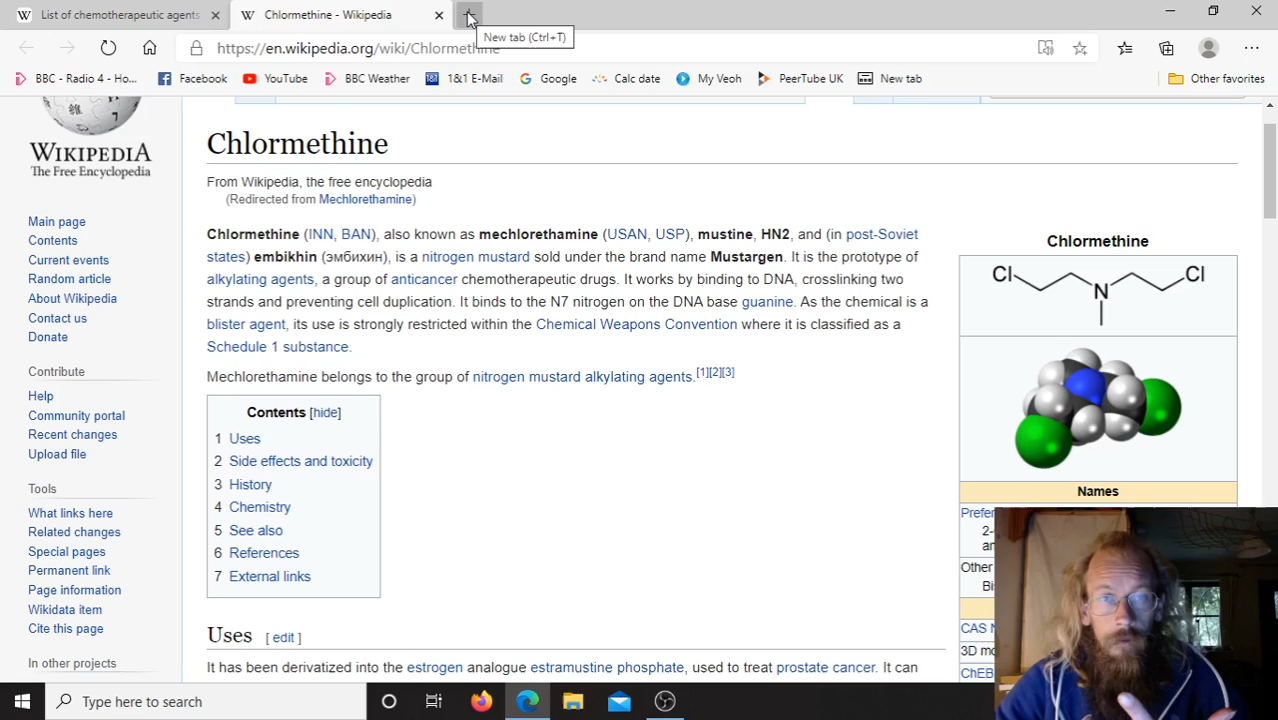 List of chemotherapeutic agents
Chlormethine - Wikipedia
New tab (Ctrl+T)
https://en.wikipedia.org/wiki/Chlormethine
BBC - Radio 4 - Ho...
Facebook
YouTube
BBC Weather
1&1 E-Mail
Google
Calc date
My Veoh
PeerTube UK
New tab
Other favorites
WIKIPEDIA
The Free Encyclopedia
Main page
Contents
Current events
Random article
About Wikipedia
Contact us
Donate
Contribute
Help
Community portal
Recent changes
Upload file
Tools
What links here
Related changes
Special pages
Permanent link
Page information
Wikidata item
Cite this page
In other projects
Chlormethine
From Wikipedia, the free encyclopedia
(Redirected from Mechlorethamine)
Chlormethine (INN, BAN), also known as mechlorethamine (USAN, USP), mustine, HN2, and (in post-Soviet
states) embikhin (эмбихин), is a nitrogen mustard sold under the brand name Mustargen. It is the prototype of
alkylating agents, a group of anticancer chemotherapeutic drugs. It works by binding to DNA, crosslinking two
strands and preventing cell duplication. It binds to the N7 nitrogen on the DNA base guanine. As the chemical is a
blister agent, its use is strongly restricted within the Chemical Weapons Convention where it is classified as a
Schedule 1 substance.
Mechlorethamine belongs to the group of nitrogen mustard alkylating agents.[1][2][3]
Contents [hide]
1 Uses
2 Side effects and toxicity
3 History
4 Chemistry
5 See also
6 References
7 External links
Uses [ edit ]
It has been derivatized into the estrogen analogue estramustine phosphate, used to treat prostate cancer. It can
Chlormethine
Cl Cl
N
Names
Prefer
2-
an
Other
Bi
CAS N
3D mo
ChEB
Type here to search